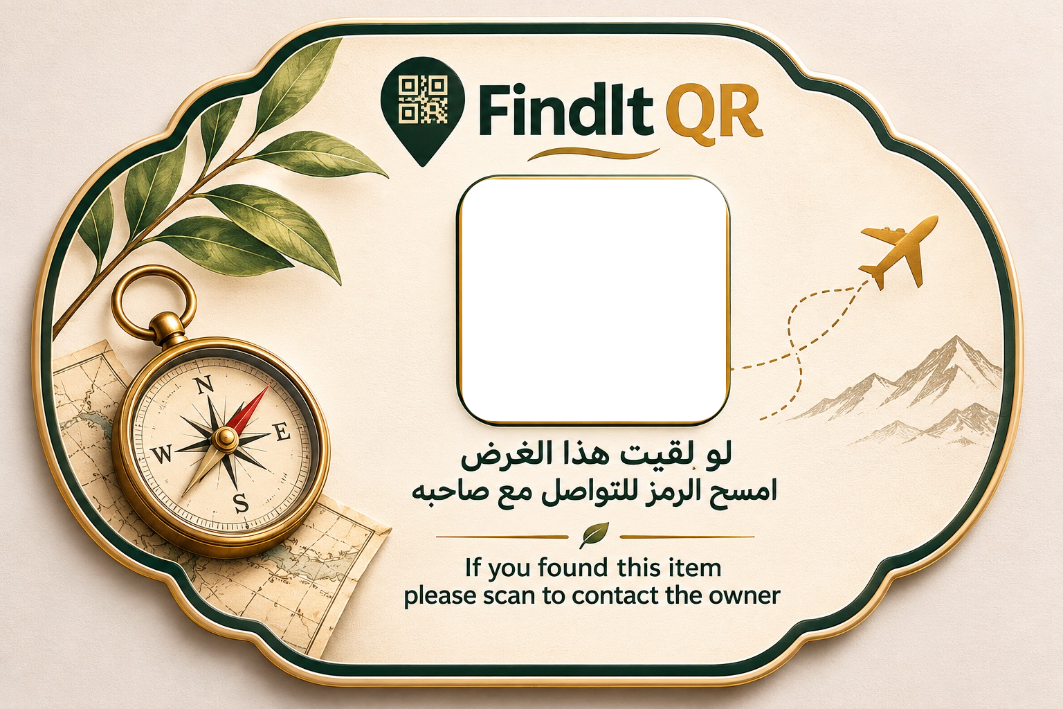 FindIt QR
N
E
W
S
لو لقيت هذا الغرض
امسح الرمز للتواصل مع صاحبه
If you found this item
please scan to contact the owner